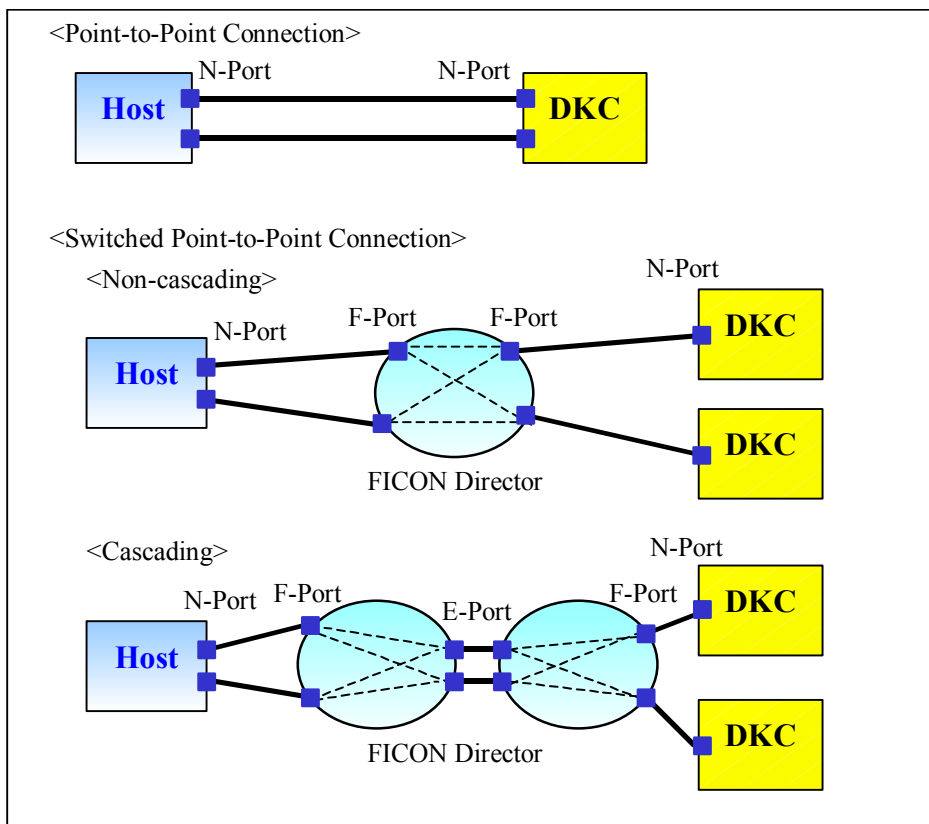 <Point-to-Point Connection>
N-Port N-Port
Host DKC
<Switched Point-to-Point Connection>
<Non-cascading>
N-Port
N-Port F-Port F-Port
DKC
Host
DKC
FICON Director
<Cascading>
N-Port
N-Port F-Port E-Port F-Port
DKC
Host
DKC
FICON Director